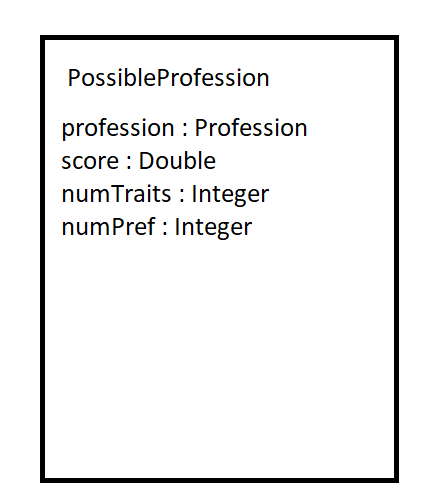 PossibleProfession
profession : Profession
score : Double
numTraits : Integer
numPref : Integer